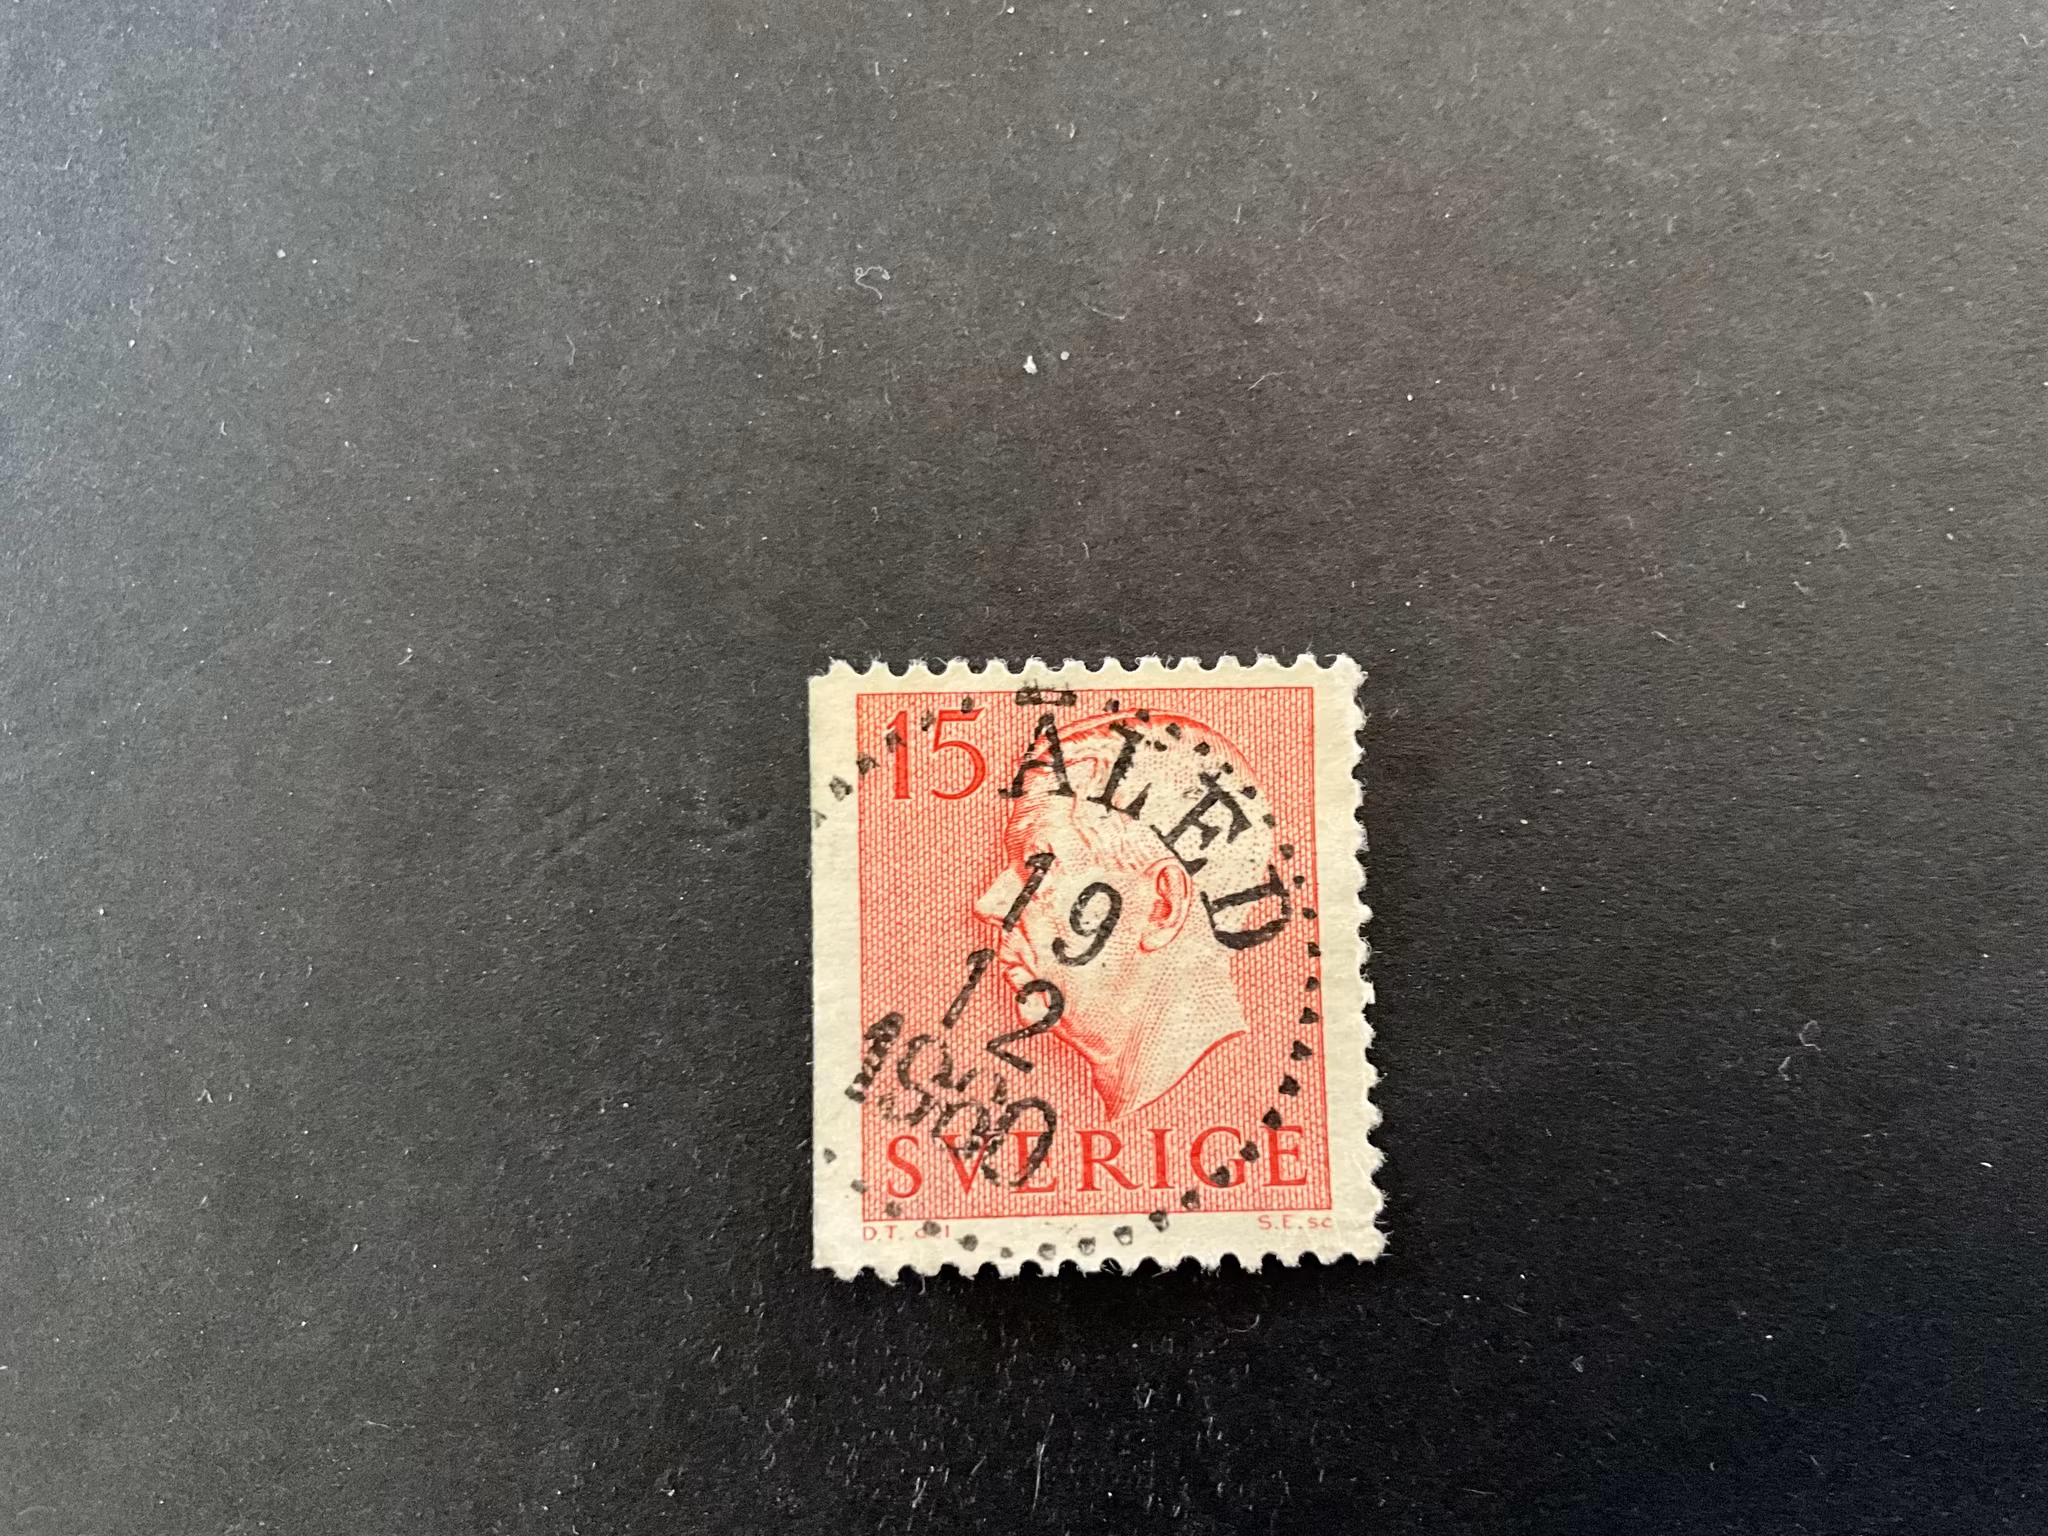 15
ÅLED
19
12
SVERIGE
D.T. del
S.E. sc